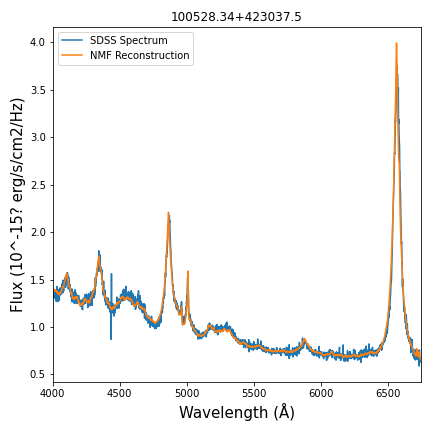 100528.34+423037.5
SDSS Spectrum
NMF Reconstruction
Flux (10^-15? erg/s/cm2/Hz)
4.0
3.5
3.0
2.5
2.0
1.5
1.0
0.5
4000 4500 5000 5500 6000 6500
Wavelength (Å)